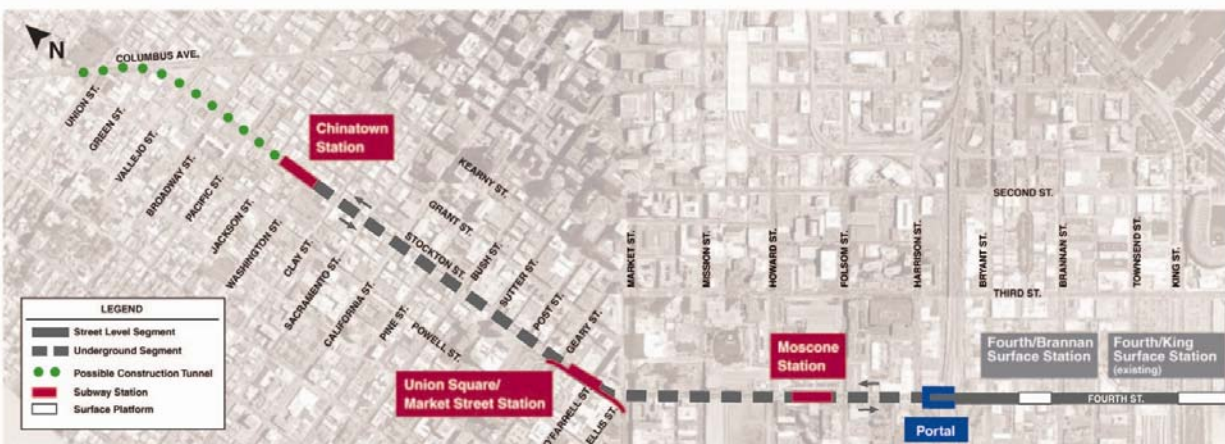 N
COLUMBUS AVE.
UNION ST.
GREEN ST.
VALLEJO ST.
BROADWAY ST.
PACIFIC ST.
JACKSON ST.
WASHINGTON ST.
CLAY ST.
SACRAMENTO ST.
CALIFORNIA ST.
PINE ST.
POWELL ST.
Chinatown
Station
KEARNY ST.
GRANT ST.
STOCKTON ST.
BUSH ST.
SUTTER ST.
POST ST.
GEARY ST.
O'FARRELL ST.
ELLIS ST.
Union Square/
Market Street Station
MARKET ST.
MISSION ST.
HOWARD ST.
FOLSOM ST.
HARRISON ST.
BRYANT ST.
BRANNAN ST.
TOWNSEND ST.
KING ST.
SECOND ST.
THIRD ST.
Moscone
Station
Fourth/Brannan
Surface Station
Fourth/King
Surface Station
(existing)
FOURTH ST.
Portal
LEGEND
Street Level Segment
Underground Segment
Possible Construction Tunnel
Subway Station
Surface Platform